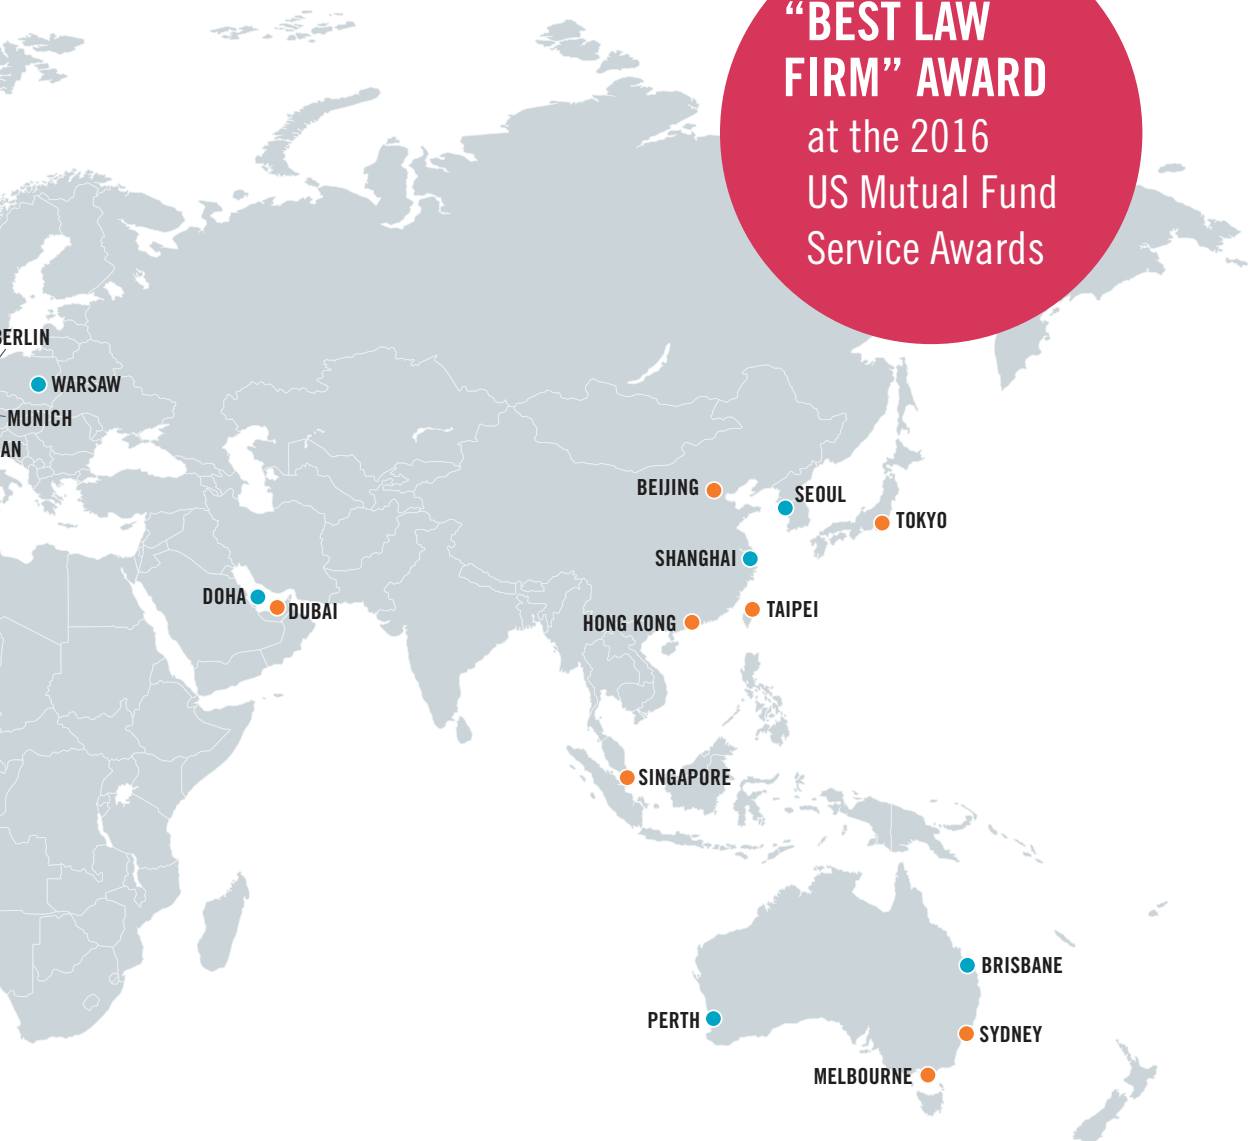 “BEST LAW
FIRM” AWARD
at the 2016
US Mutual Fund
Service Awards
BERLIN
WARSAW
MUNICH
AN
BEIJING
SEOUL
TOKYO
SHANGHAI
DOHA
DUBAI
TAIPEI
HONG KONG
SINGAPORE
BRISBANE
PERTH
SYDNEY
MELBOURNE